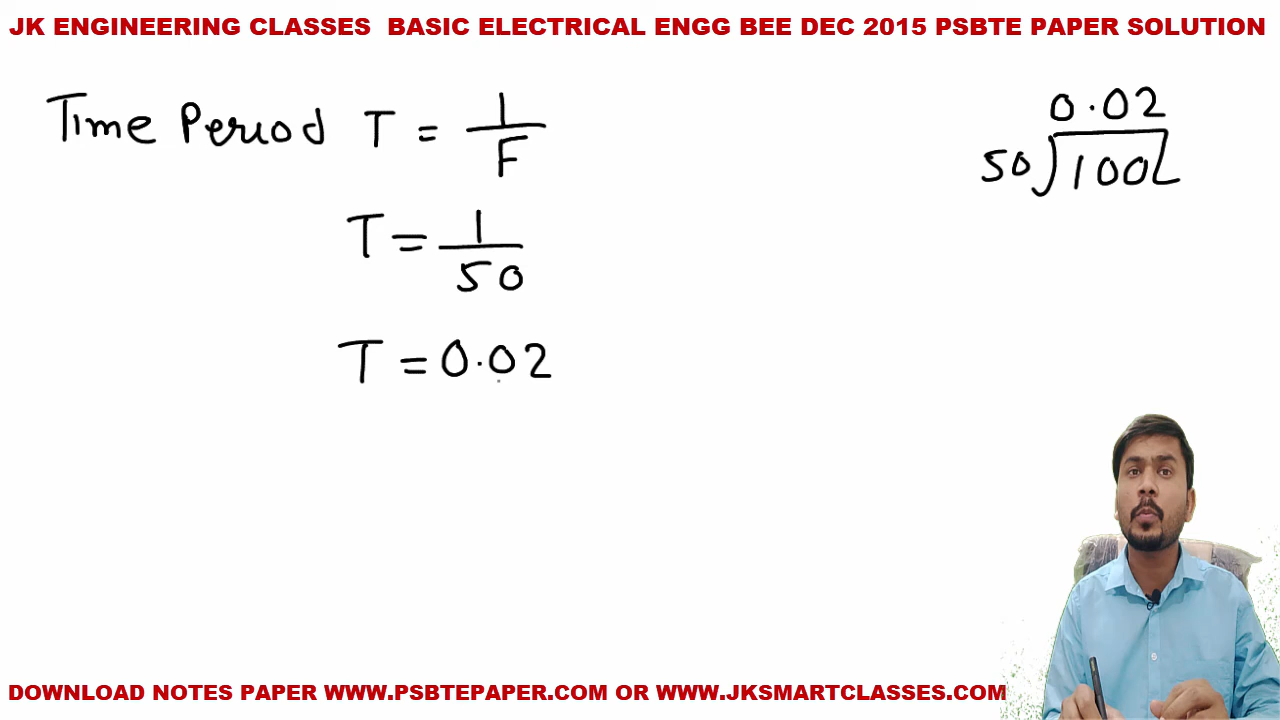 JK ENGINEERING CLASSES BASIC ELECTRICAL ENGG BEE DEC 2015 PSBTE PAPER SOLUTION
Time Period T = 1/F
T = 1/50
T = 0.02
0.02
50)100(
DOWNLOAD NOTES PAPER WWW.PSBTEPAPER.COM OR WWW.JKSMARTCLASSES.COM